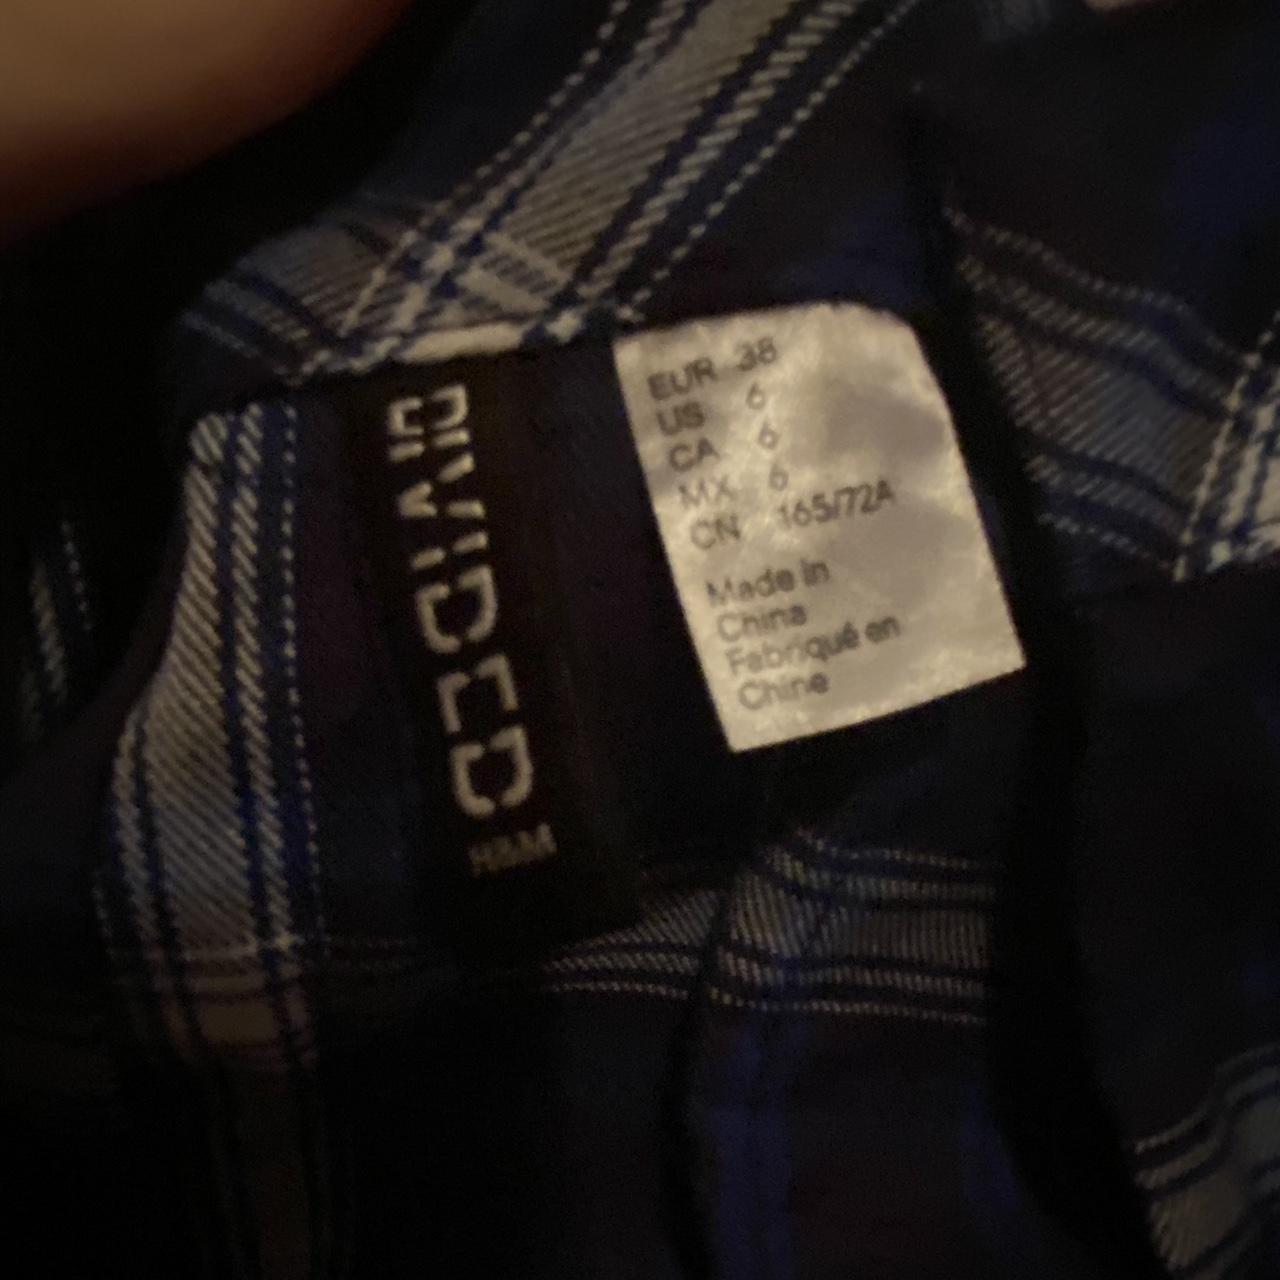 DIVIDED
H&M
EUR 38
US 6
CA 6
MX 6
CN 165/72A
Made in
China
Fabriqué en
Chine